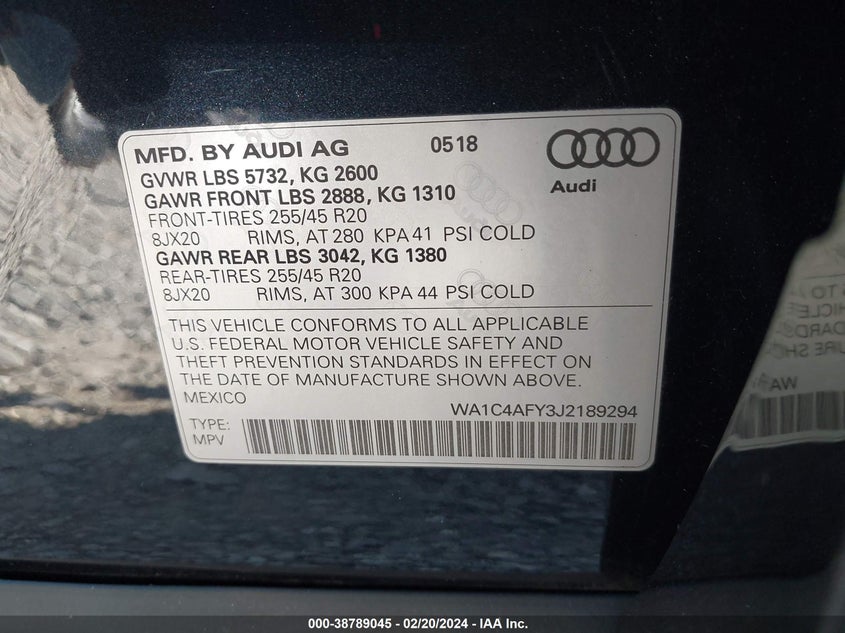 MFD. BY AUDI AG 0518
GVWR LBS 5732, KG 2600
GAWR FRONT LBS 2888, KG 1310
FRONT-TIRES 255/45 R20
8JX20 RIMS, AT 280 KPA 41 PSI COLD
GAWR REAR LBS 3042, KG 1380
REAR-TIRES 255/45 R20
8JX20 RIMS, AT 300 KPA 44 PSI COLD
Audi
THIS VEHICLE CONFORMS TO ALL APPLICABLE
U.S. FEDERAL MOTOR VEHICLE SAFETY AND
THEFT PREVENTION STANDARDS IN EFFECT ON
THE DATE OF MANUFACTURE SHOWN ABOVE.
MEXICO
WA1C4AFY3J2189294
TYPE:
MPV
000-38789045 - 02/20/2024 - IAA Inc.